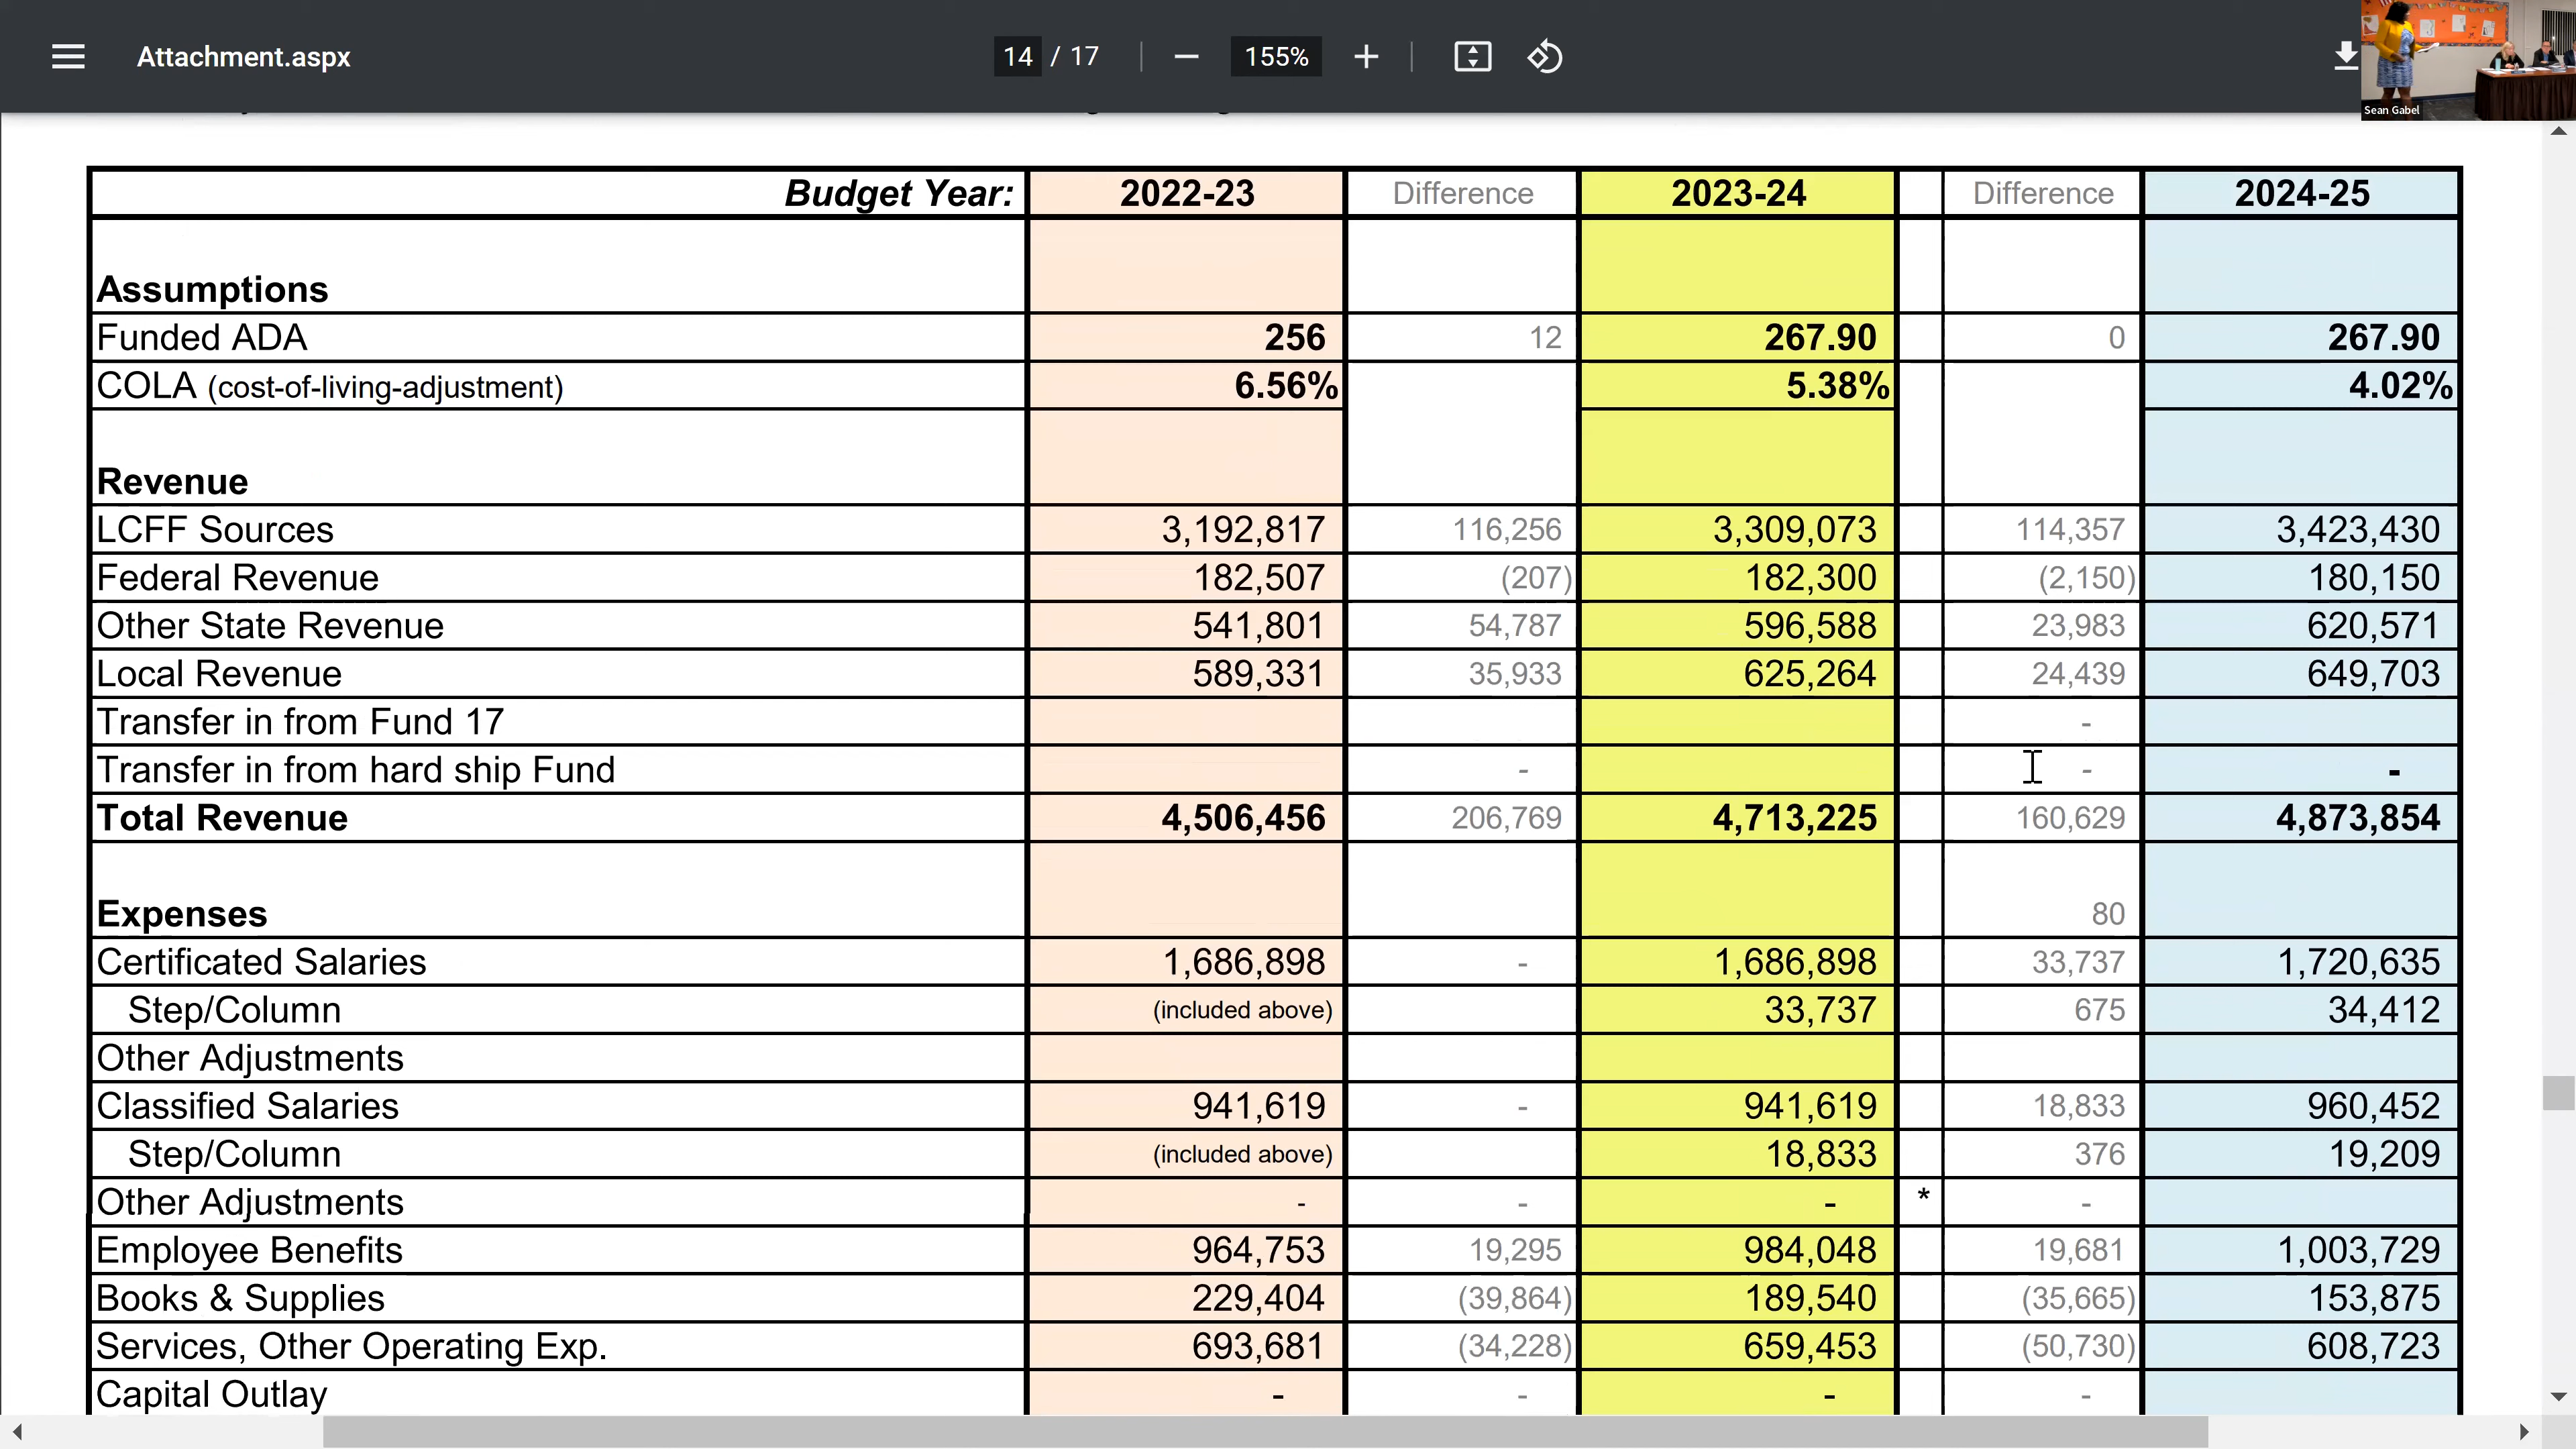 Attachment.aspx
14 / 17
155%
Sean Gabel
Budget Year: 2022-23 Difference 2023-24 Difference 2024-25
Assumptions
Funded ADA 256 12 267.90 0 267.90
COLA (cost-of-living-adjustment) 6.56% 5.38% 4.02%
Revenue
LCFF Sources 3,192,817 116,256 3,309,073 114,357 3,423,430
Federal Revenue 182,507 (207) 182,300 (2,150) 180,150
Other State Revenue 541,801 54,787 596,588 23,983 620,571
Local Revenue 589,331 35,933 625,264 24,439 649,703
Transfer in from Fund 17 -
Transfer in from hard ship Fund - - -
Total Revenue 4,506,456 206,769 4,713,225 160,629 4,873,854
Expenses 80
Certificated Salaries 1,686,898 - 1,686,898 33,737 1,720,635
Step/Column (included above) 33,737 675 34,412
Other Adjustments
Classified Salaries 941,619 - 941,619 18,833 960,452
Step/Column (included above) 18,833 376 19,209
Other Adjustments - - - * -
Employee Benefits 964,753 19,295 984,048 19,681 1,003,729
Books & Supplies 229,404 (39,864) 189,540 (35,665) 153,875
Services, Other Operating Exp. 693,681 (34,228) 659,453 (50,730) 608,723
Capital Outlay - - - -